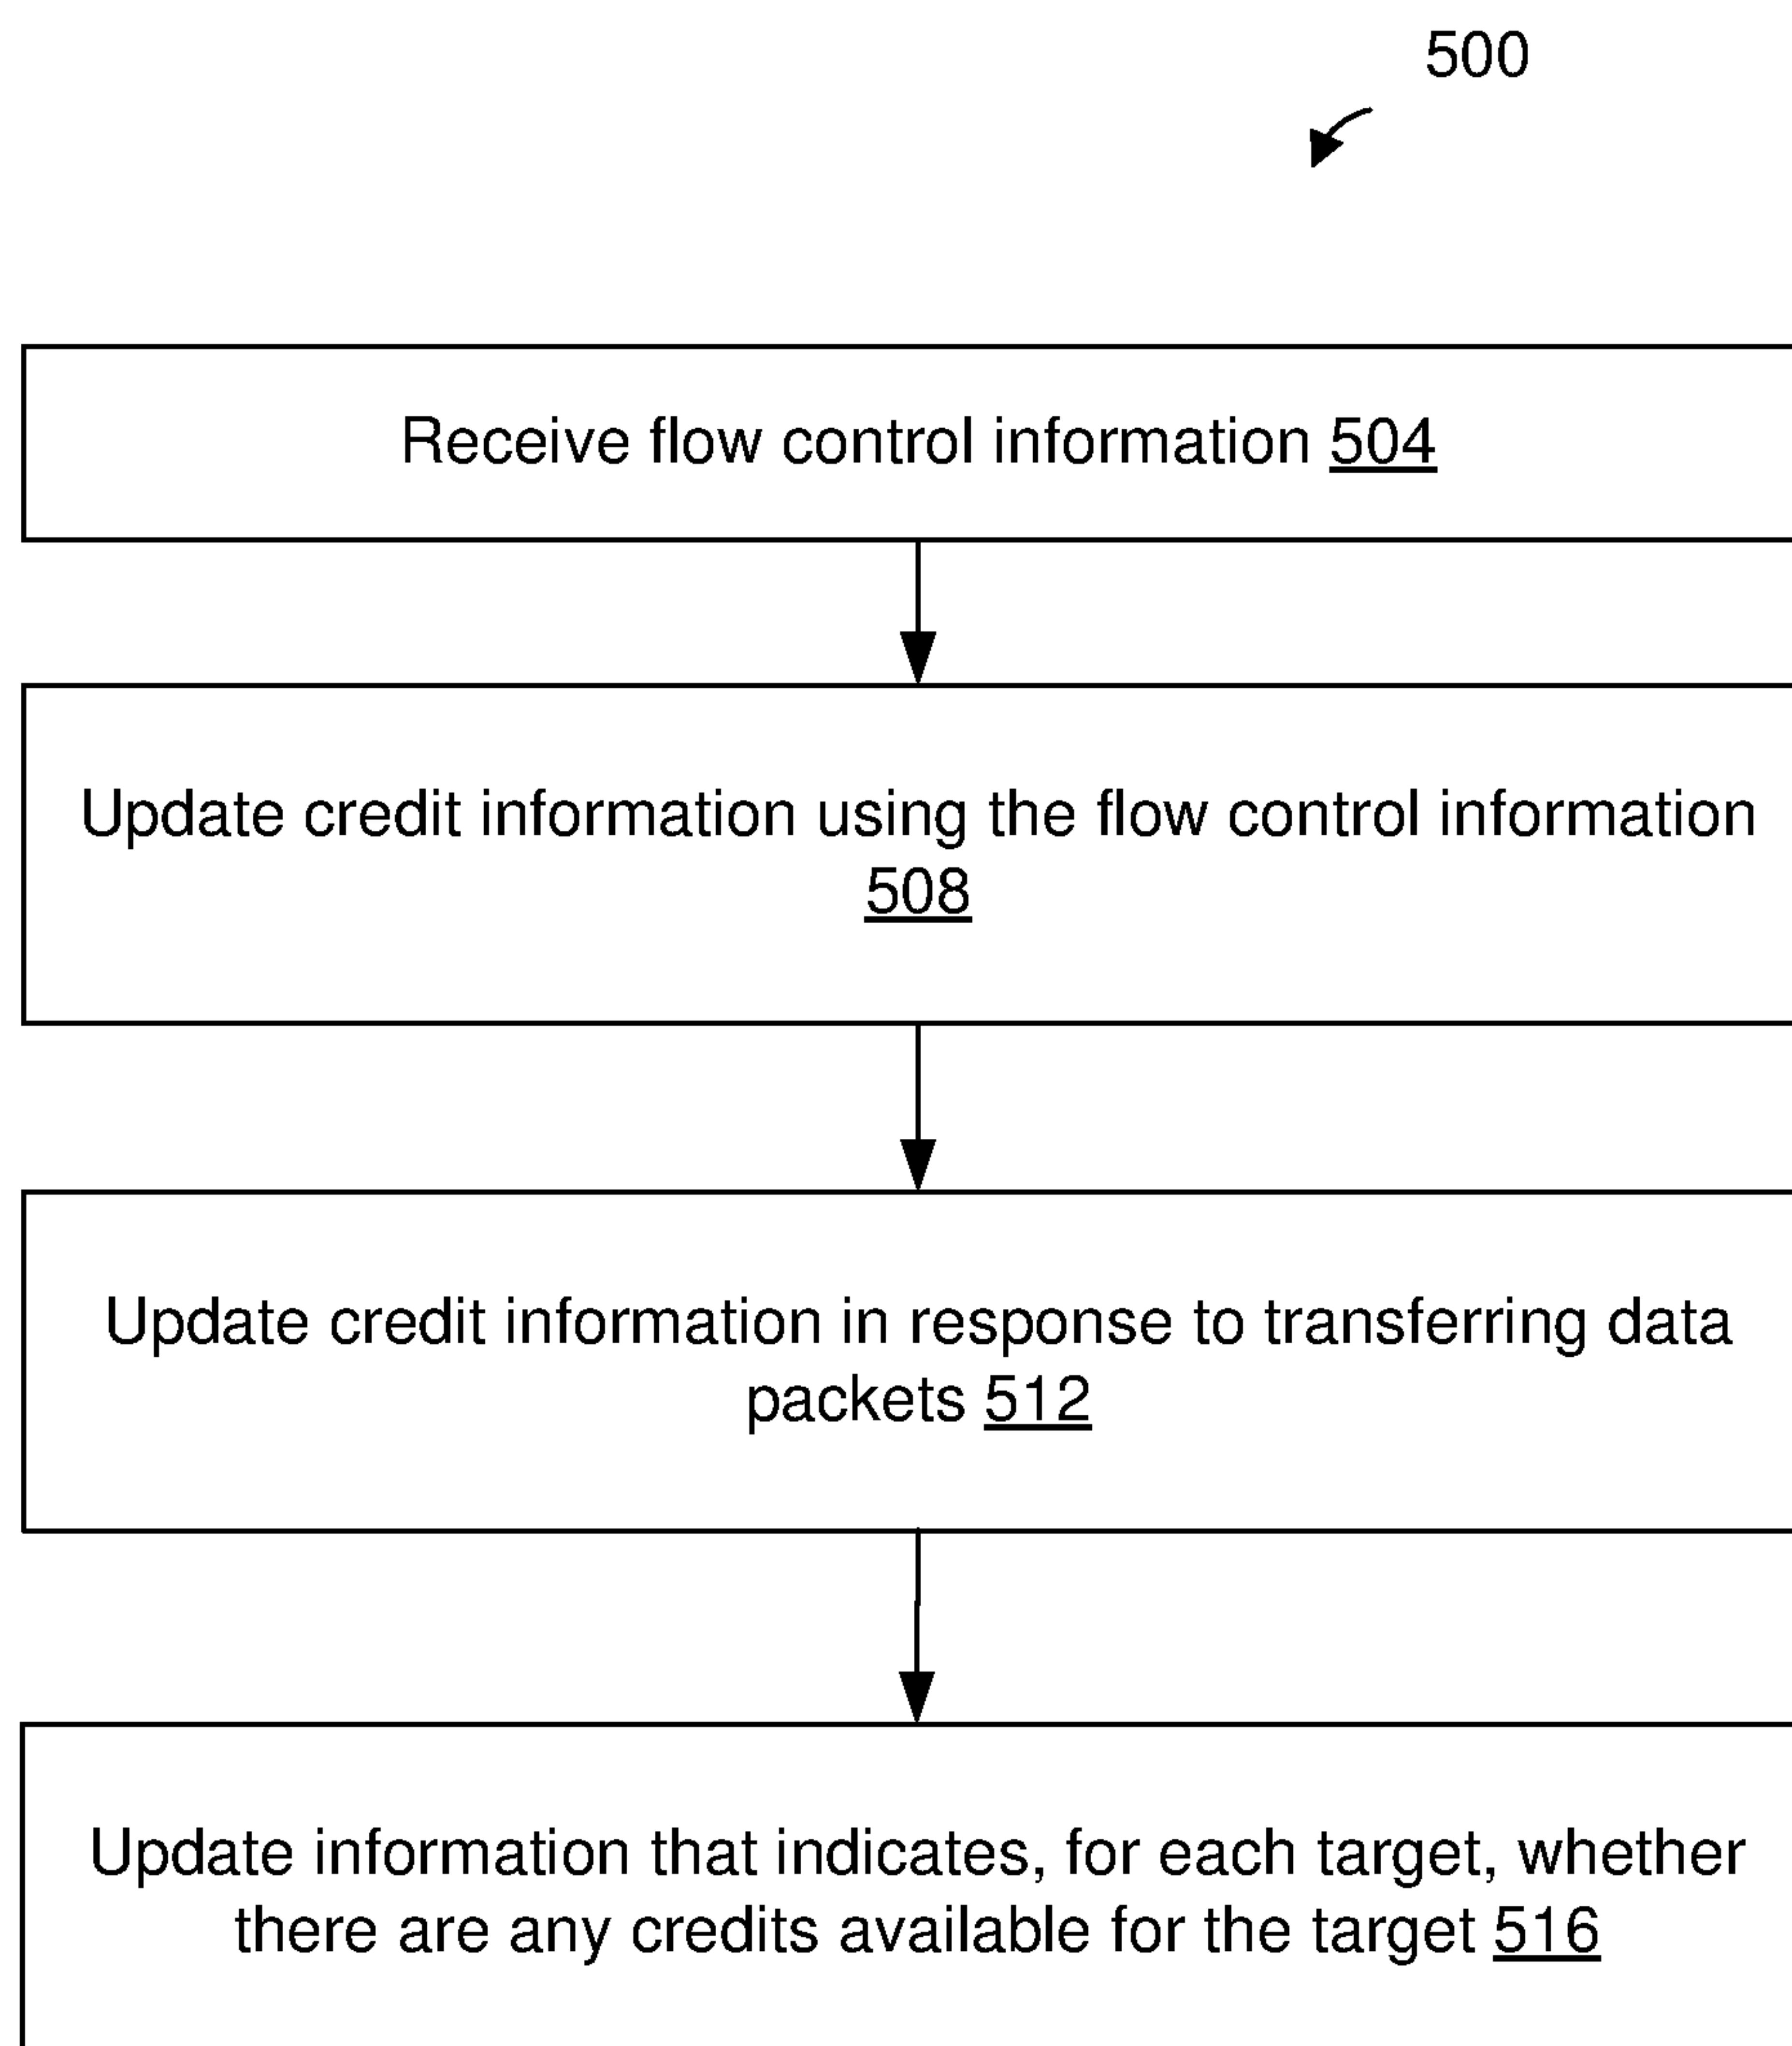 500
Receive flow control information 504
Update credit information using the flow control information
508
Update credit information in response to transferring data
packets 512
Update information that indicates, for each target, whether
there are any credits available for the target 516